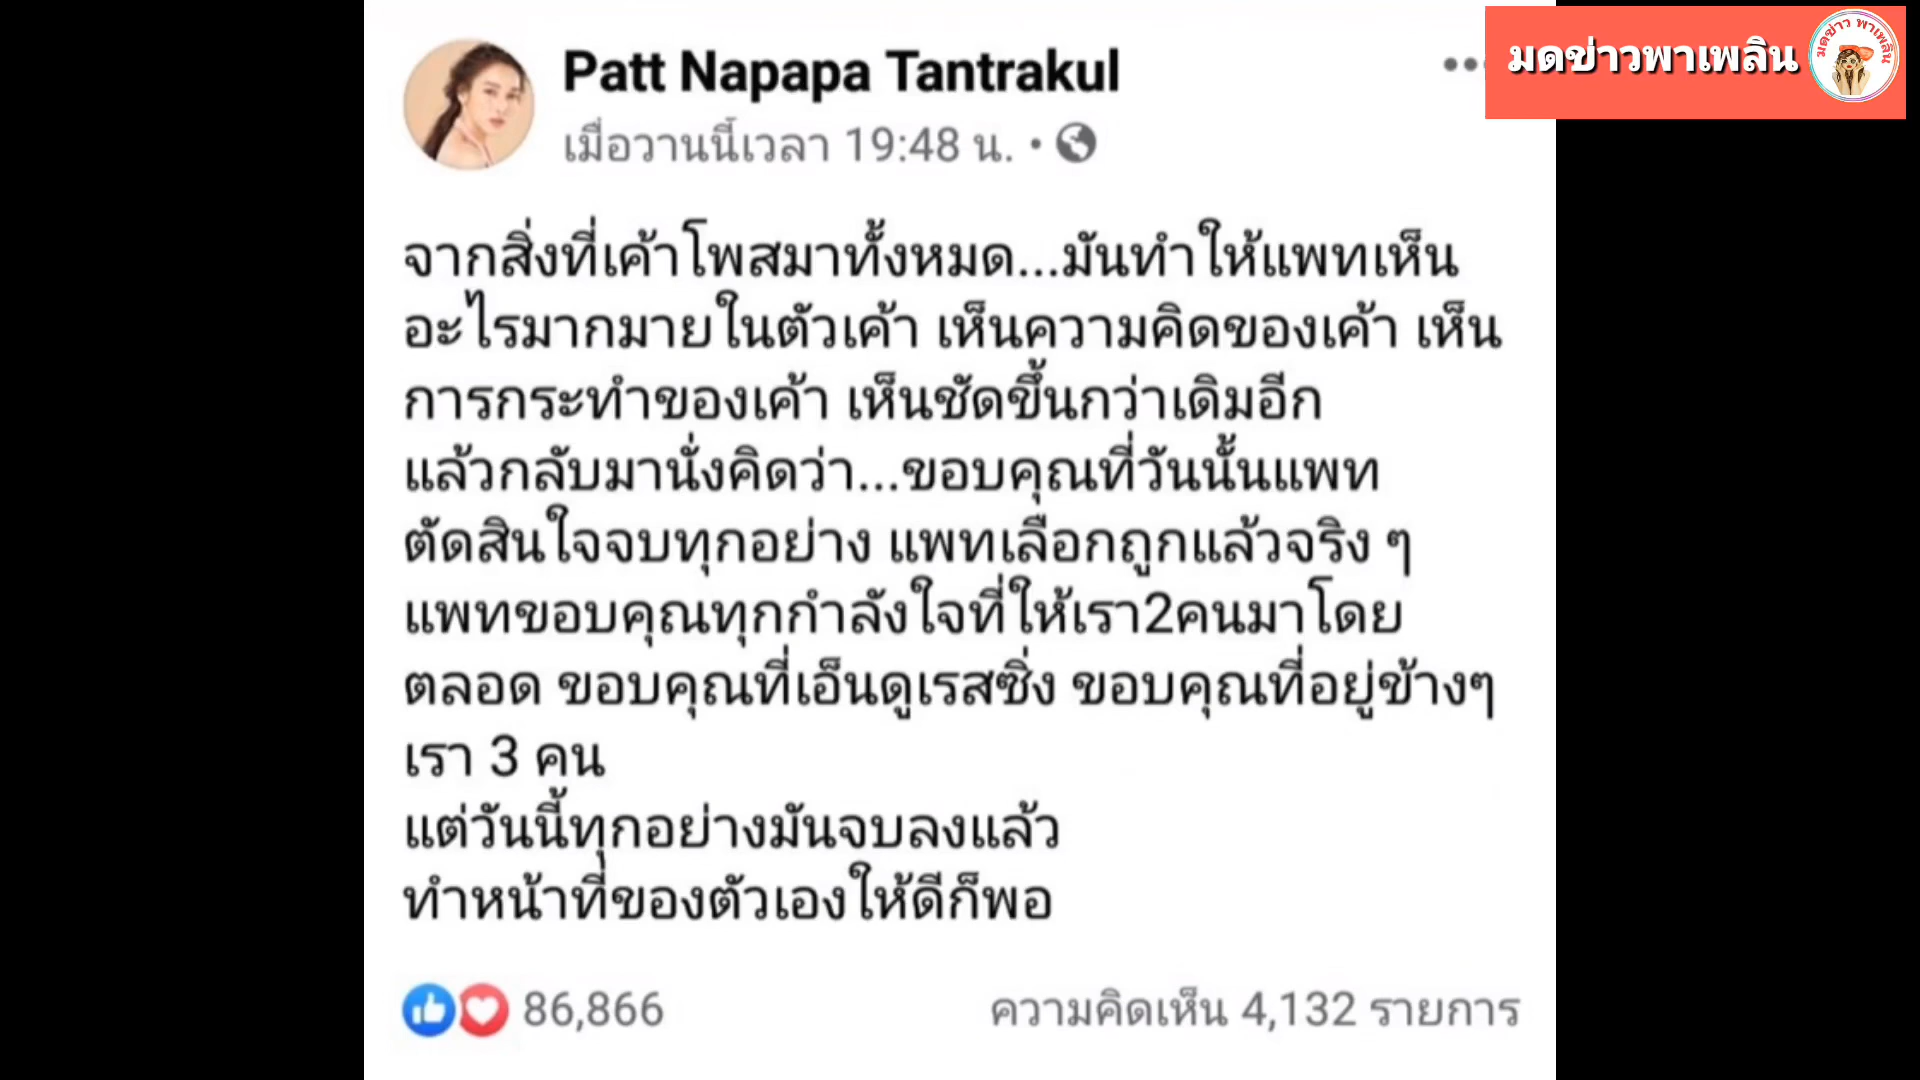 Patt Napapa Tantrakul
เมื่อวานนี้เวลา 19:48 น. •
มดข่าวพาเพลิน
มดข่าว พาเพลิน
จากสิ่งที่เค้าโพสมาทั้งหมด...มันทำให้แพทเห็น
อะไรมากมายในตัวเค้า เห็นความคิดของเค้า เห็น
การกระทำของเค้า เห็นชัดขึ้นกว่าเดิมอีก
แล้วกลับมานั่งคิดว่า...ขอบคุณที่วันนั้นแพท
ตัดสินใจจบทุกอย่าง แพทเลือกถูกแล้วจริง ๆ
แพทขอบคุณทุกกำลังใจที่ให้เรา2คนมาโดย
ตลอด ขอบคุณที่เอ็นดูเรสซิ่ง ขอบคุณที่อยู่ข้างๆ
เรา 3 คน
แต่วันนี้ทุกอย่างมันจบลงแล้ว
ทำหน้าที่ของตัวเองให้ดีก็พอ
86,866
ความคิดเห็น 4,132 รายการ